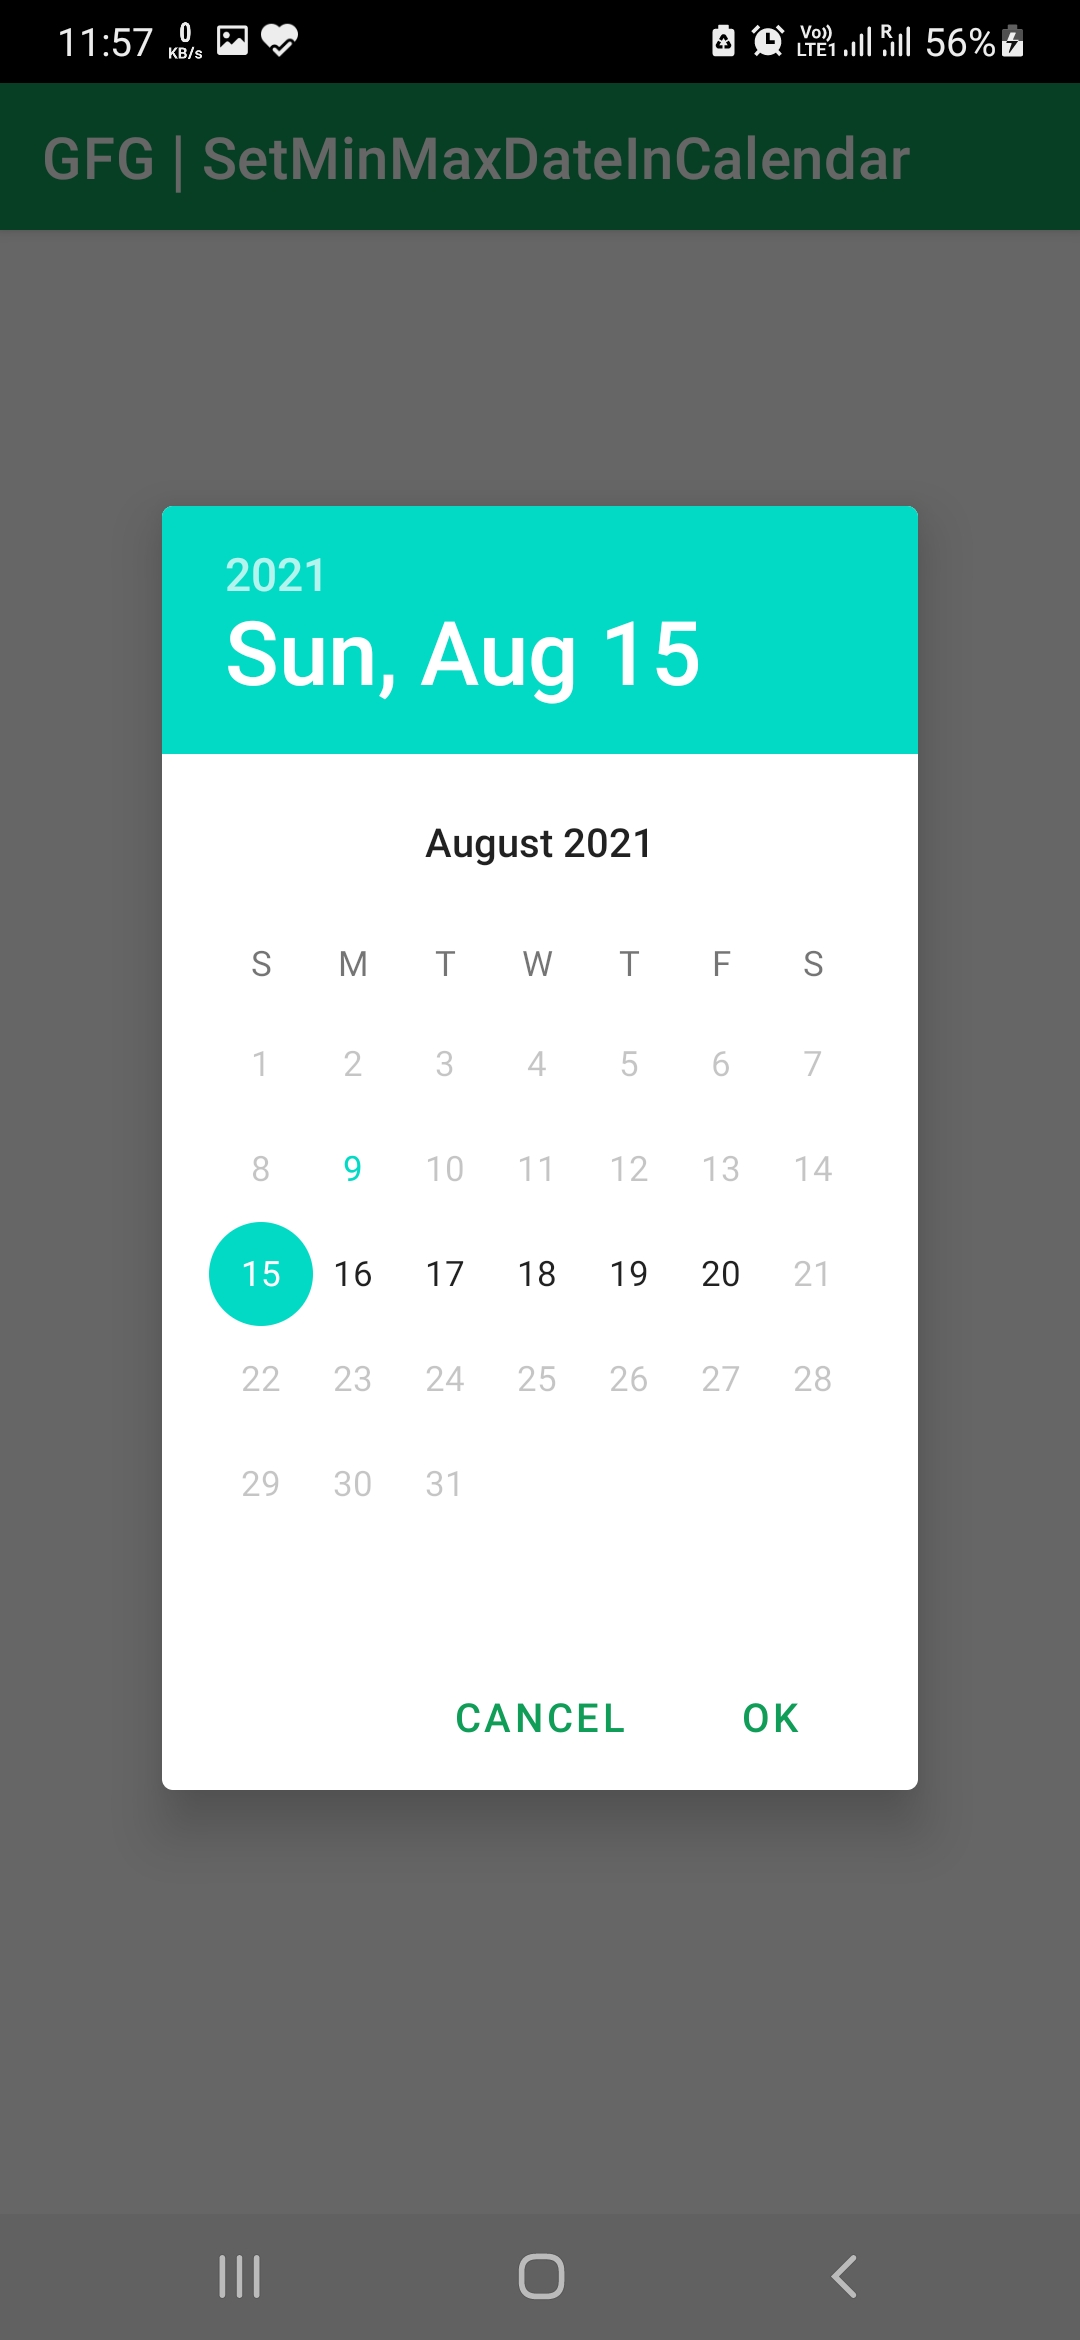 11:57 0 KB/s Vo)) LTE1 R 56%
GFG | SetMinMaxDateInCalendar
2021
Sun, Aug 15
August 2021
S M T W T F S
1 2 3 4 5 6 7
8 9 10 11 12 13 14
15 16 17 18 19 20 21
22 23 24 25 26 27 28
29 30 31
CANCEL OK